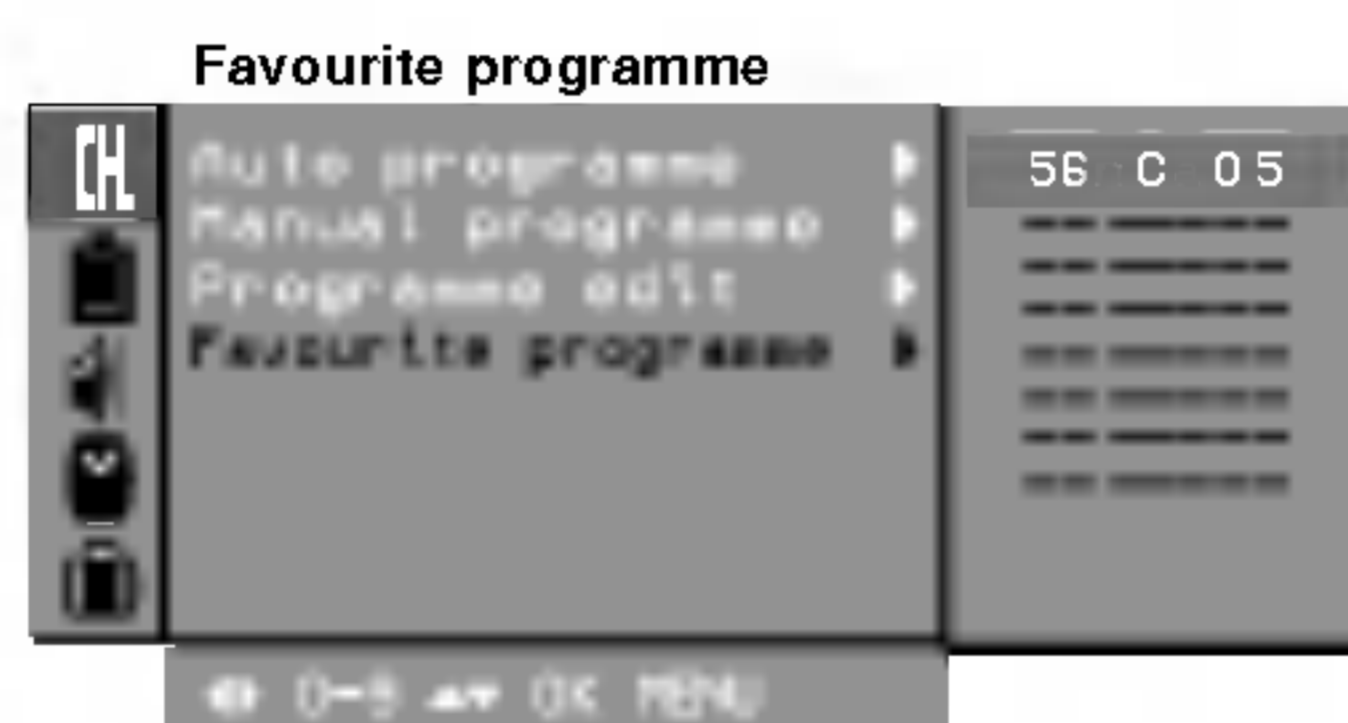 Favourite programme
CH
Auto programme
Manual programme
Programme edit
Favourite programme
56 C 05
-- ------
-- ------
-- ------
-- ------
-- ------
-- ------
-- ------
0-9 OK MENU